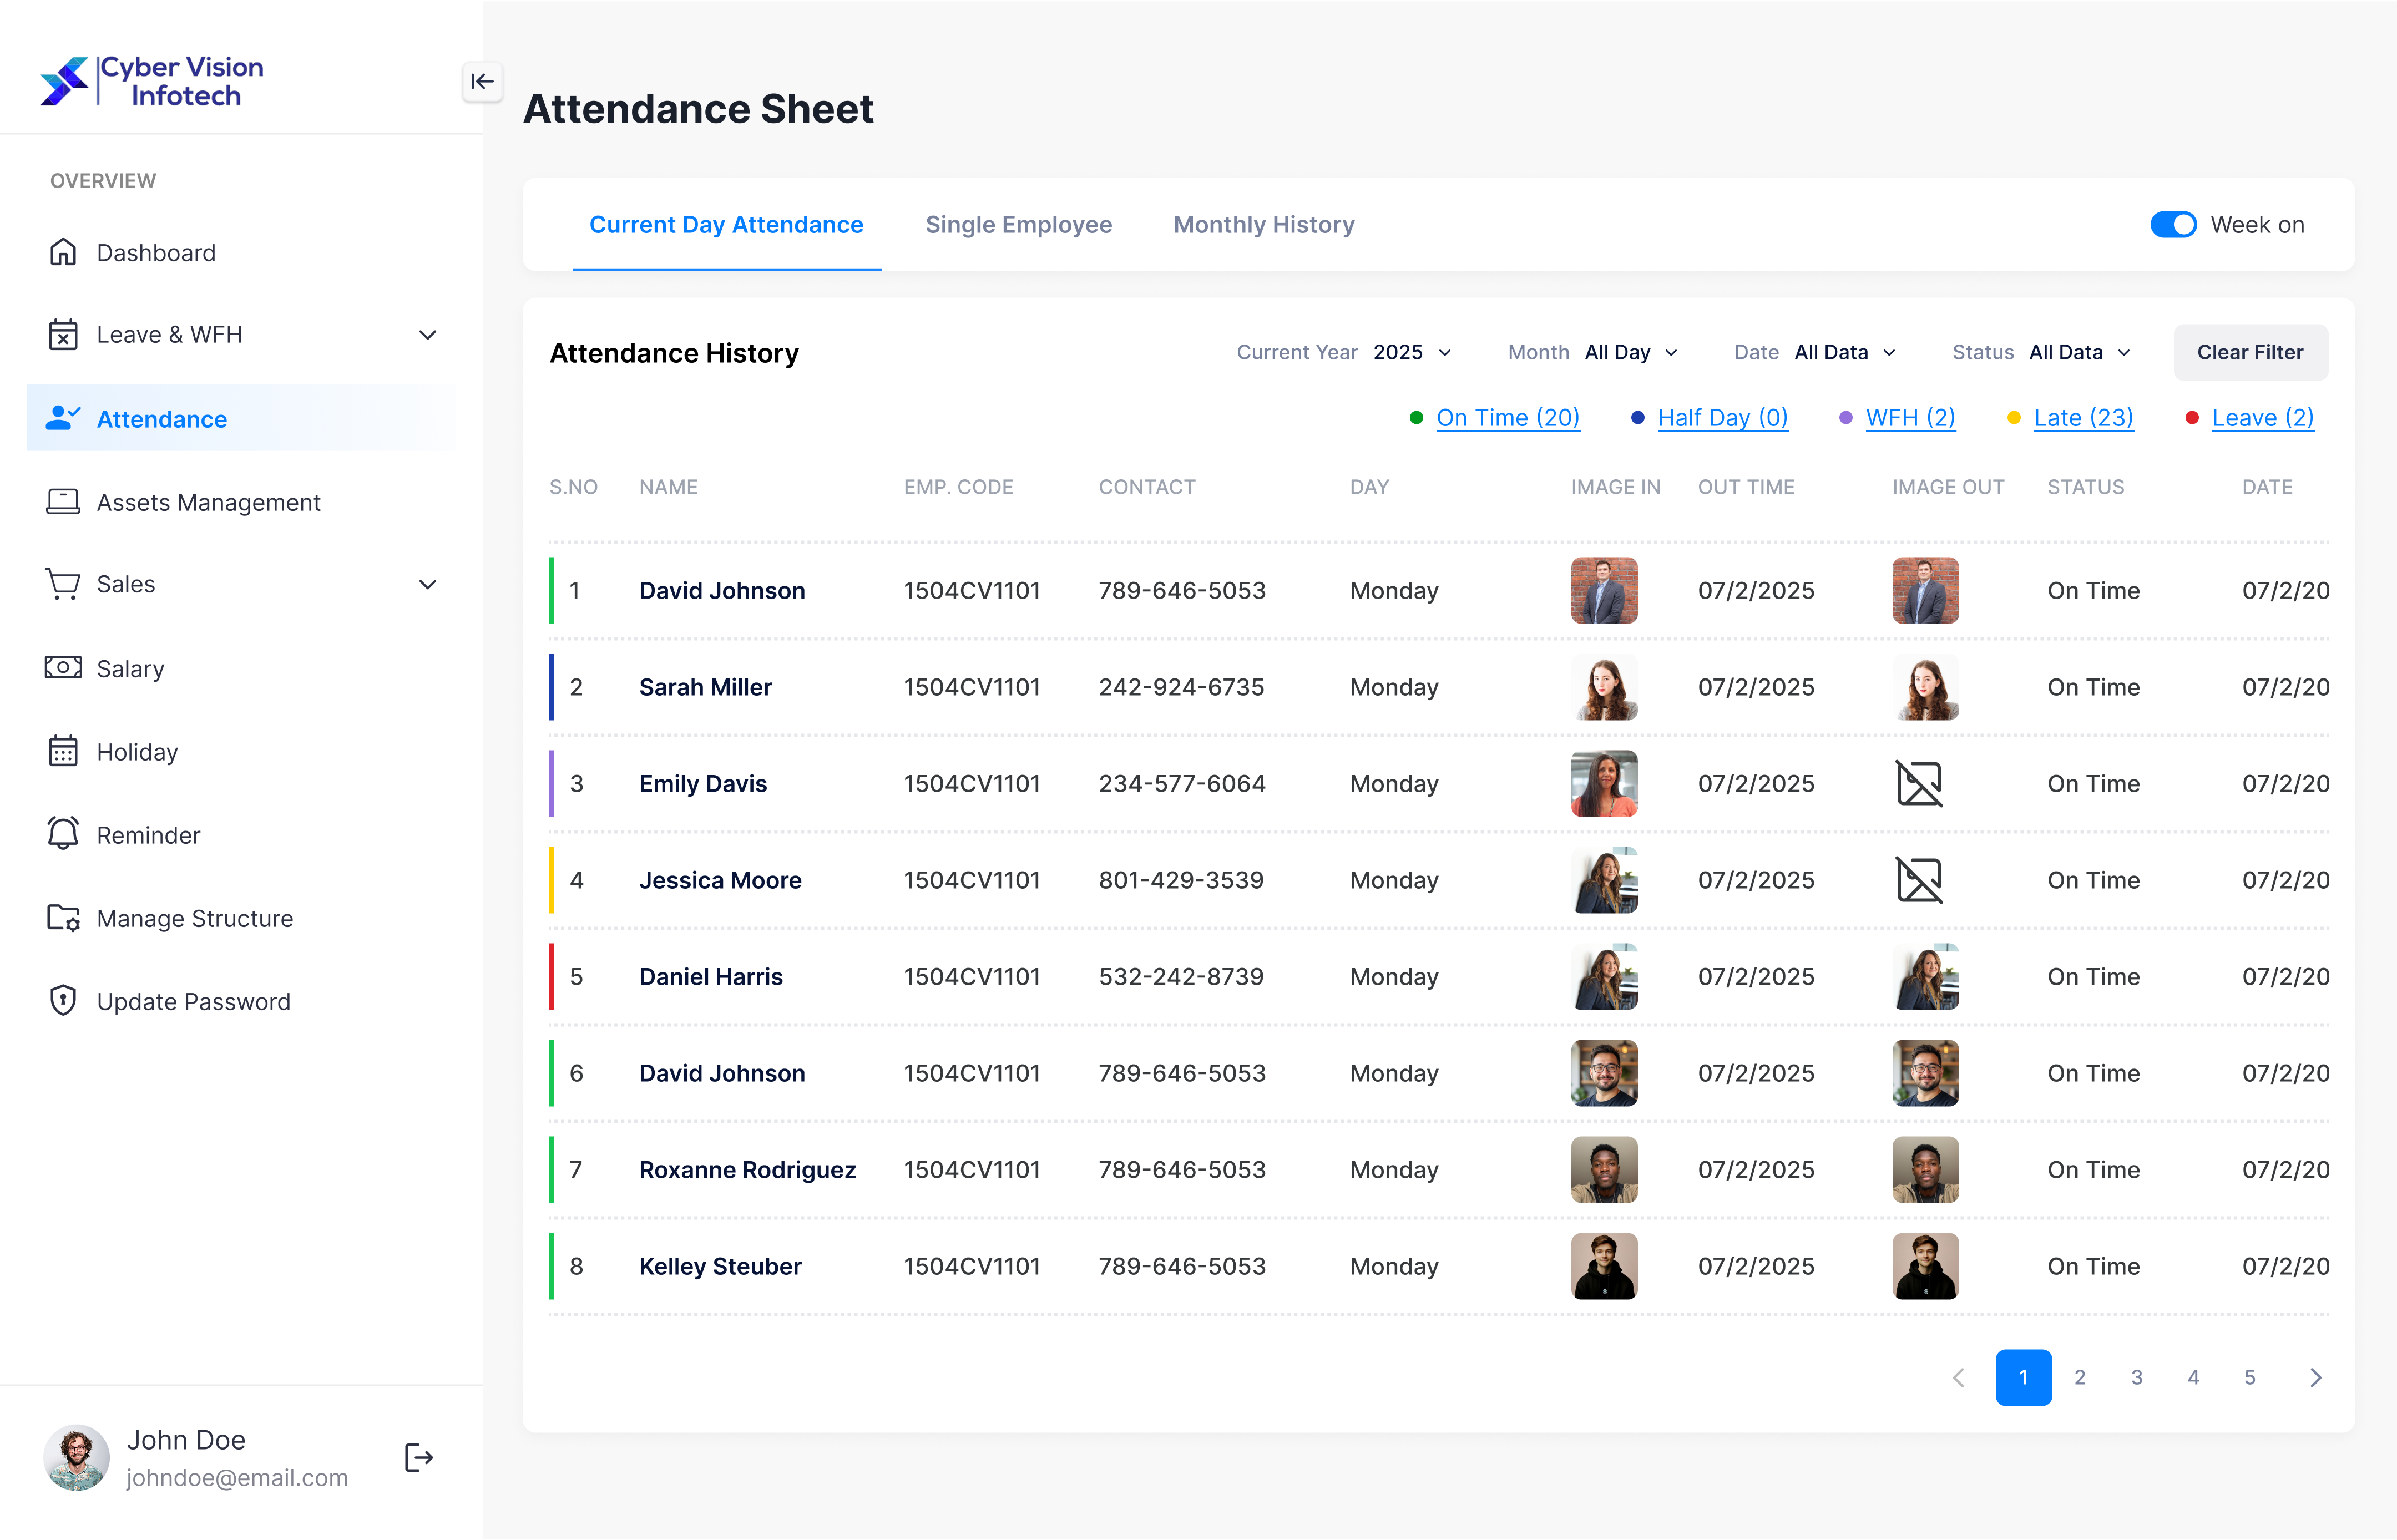 Cyber Vision
Infotech
OVERVIEW
Dashboard
Leave & WFH
Attendance
Assets Management
Sales
Salary
Holiday
Reminder
Manage Structure
Update Password
John Doe
johndoe@email.com
Attendance Sheet
Current Day Attendance Single Employee Monthly History Week on
Attendance History Current Year 2025 Month All Day Date All Data Status All Data Clear Filter
On Time (20) Half Day (0) WFH (2) Late (23) Leave (2)
S.NO NAME EMP. CODE CONTACT DAY IMAGE IN OUT TIME IMAGE OUT STATUS DATE
1 David Johnson 1504CV1101 789-646-5053 Monday 07/2/2025 On Time 07/2/20
2 Sarah Miller 1504CV1101 242-924-6735 Monday 07/2/2025 On Time 07/2/20
3 Emily Davis 1504CV1101 234-577-6064 Monday 07/2/2025 On Time 07/2/20
4 Jessica Moore 1504CV1101 801-429-3539 Monday 07/2/2025 On Time 07/2/20
5 Daniel Harris 1504CV1101 532-242-8739 Monday 07/2/2025 On Time 07/2/20
6 David Johnson 1504CV1101 789-646-5053 Monday 07/2/2025 On Time 07/2/20
7 Roxanne Rodriguez 1504CV1101 789-646-5053 Monday 07/2/2025 On Time 07/2/20
8 Kelley Steuber 1504CV1101 789-646-5053 Monday 07/2/2025 On Time 07/2/20
1 2 3 4 5